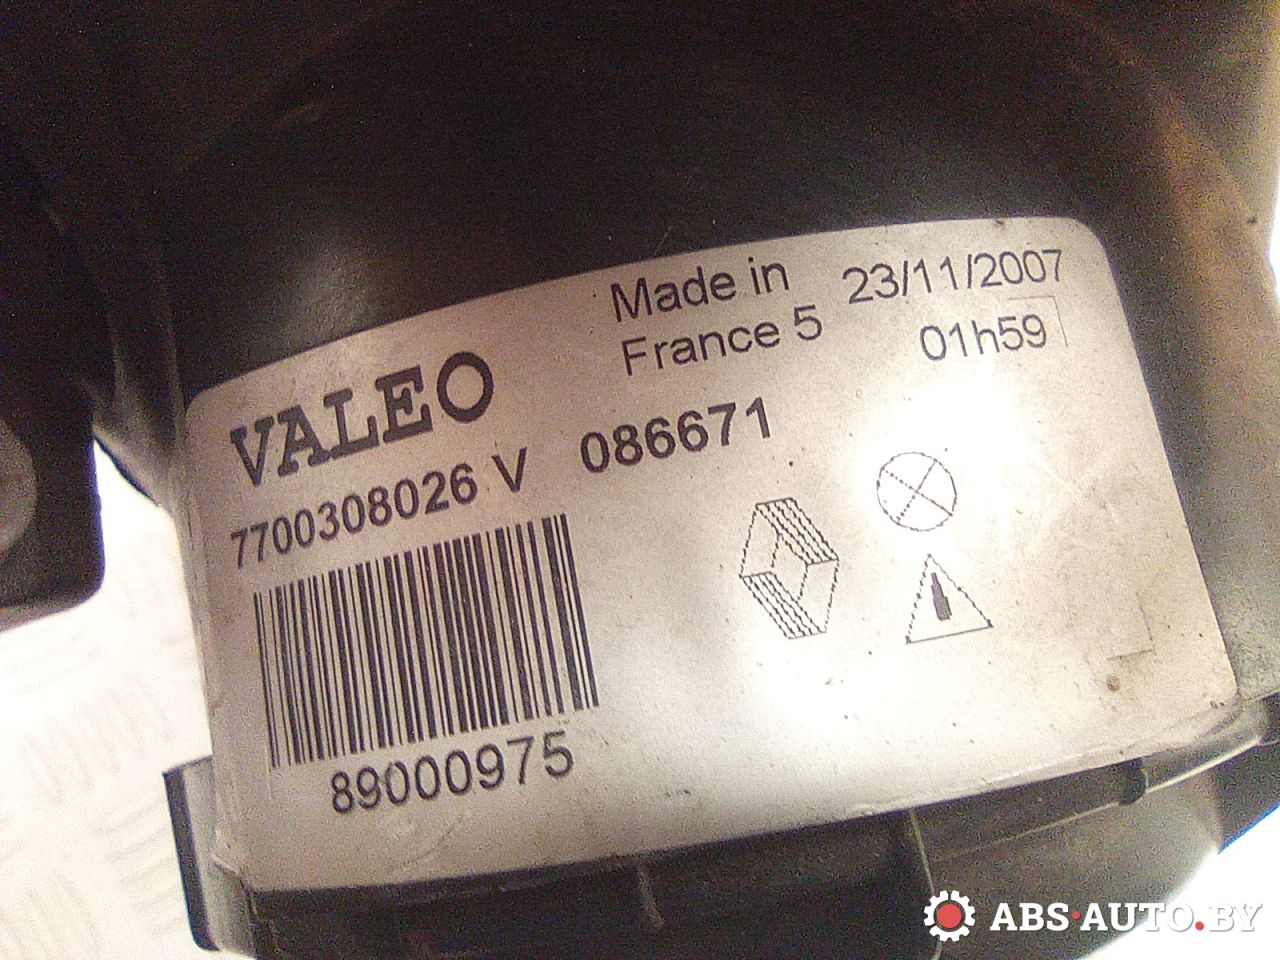 Made in 23/11/2007
France 5 01h59
VALEO
7700308026 V 086671
89000975
ABS·AUTO.BY